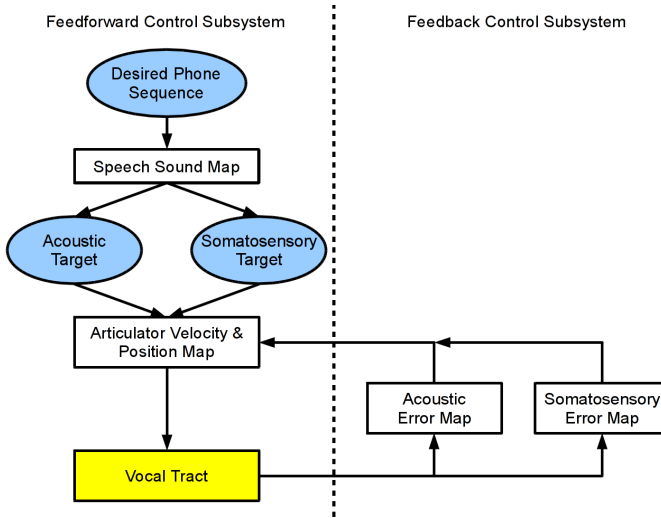 Feedforward Control Subsystem
Feedback Control Subsystem
Desired Phone
Sequence
Speech Sound Map
Acoustic
Target
Somatosensory
Target
Articulator Velocity &
Position Map
Acoustic
Error Map
Somatosensory
Error Map
Vocal Tract